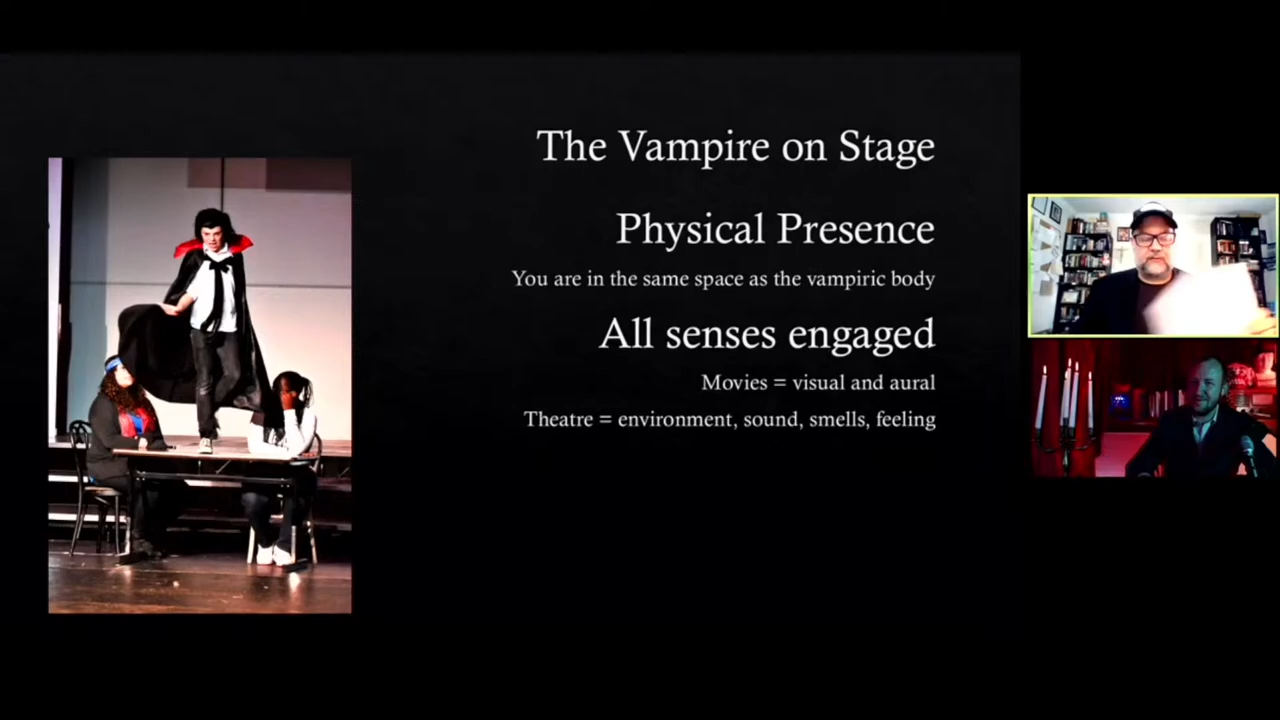 The Vampire on Stage
Physical Presence
You are in the same space as the vampiric body
All senses engaged
Movies = visual and aural
Theatre = environment, sound, smells, feeling